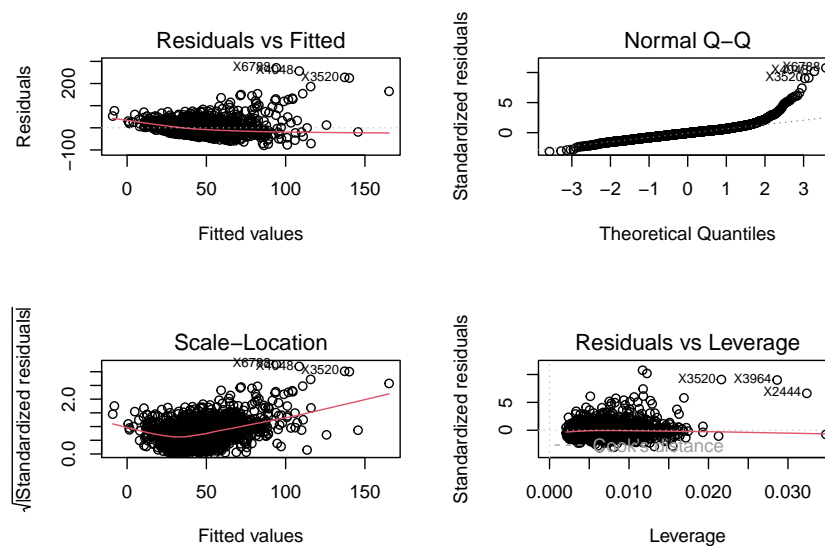 Residuals vs Fitted
Residuals
−100
200
X6788
X4048
X3520
0
50
100
150
Fitted values
Normal Q−Q
Standardized residuals
0
5
X6788
X4048
X3520
−3
−2
−1
0
1
2
3
Theoretical Quantiles
Scale−Location
√|Standardized residuals|
0.0
2.0
X6788
X4048
X3520
0
50
100
150
Fitted values
Residuals vs Leverage
Standardized residuals
0
5
X3520
X3964
X2444
Cook's distance
0.000
0.010
0.020
0.030
Leverage